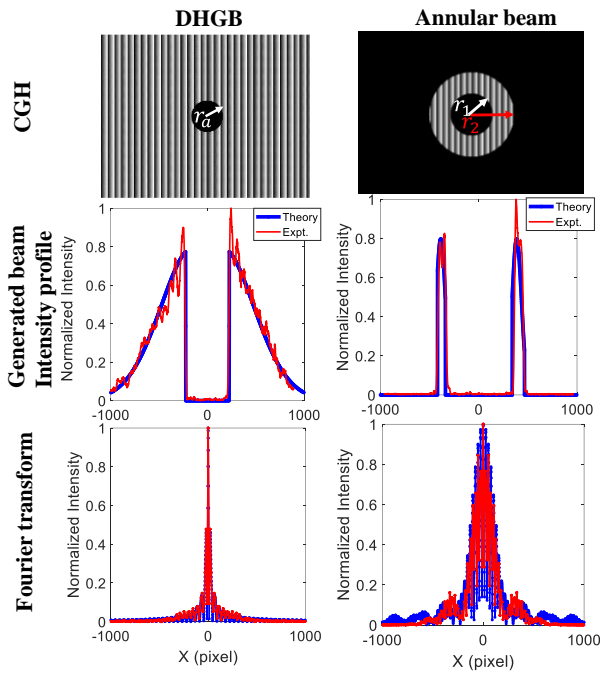 DHGB
Annular beam
CGH
rₐ
r₁
r₂
Generated beam
Intensity profile
Normalized Intensity
1
0.8
0.6
0.4
0.2
0
-1000
0
1000
Theory
Expt.
Normalized Intensity
1
0.8
0.6
0.4
0.2
0
-1000
0
1000
Theory
Expt.
Fourier transform
Normalized Intensity
1
0.8
0.6
0.4
0.2
0
-1000
0
1000
X (pixel)
Normalized Intensity
1
0.8
0.6
0.4
0.2
0
-1000
0
1000
X (pixel)